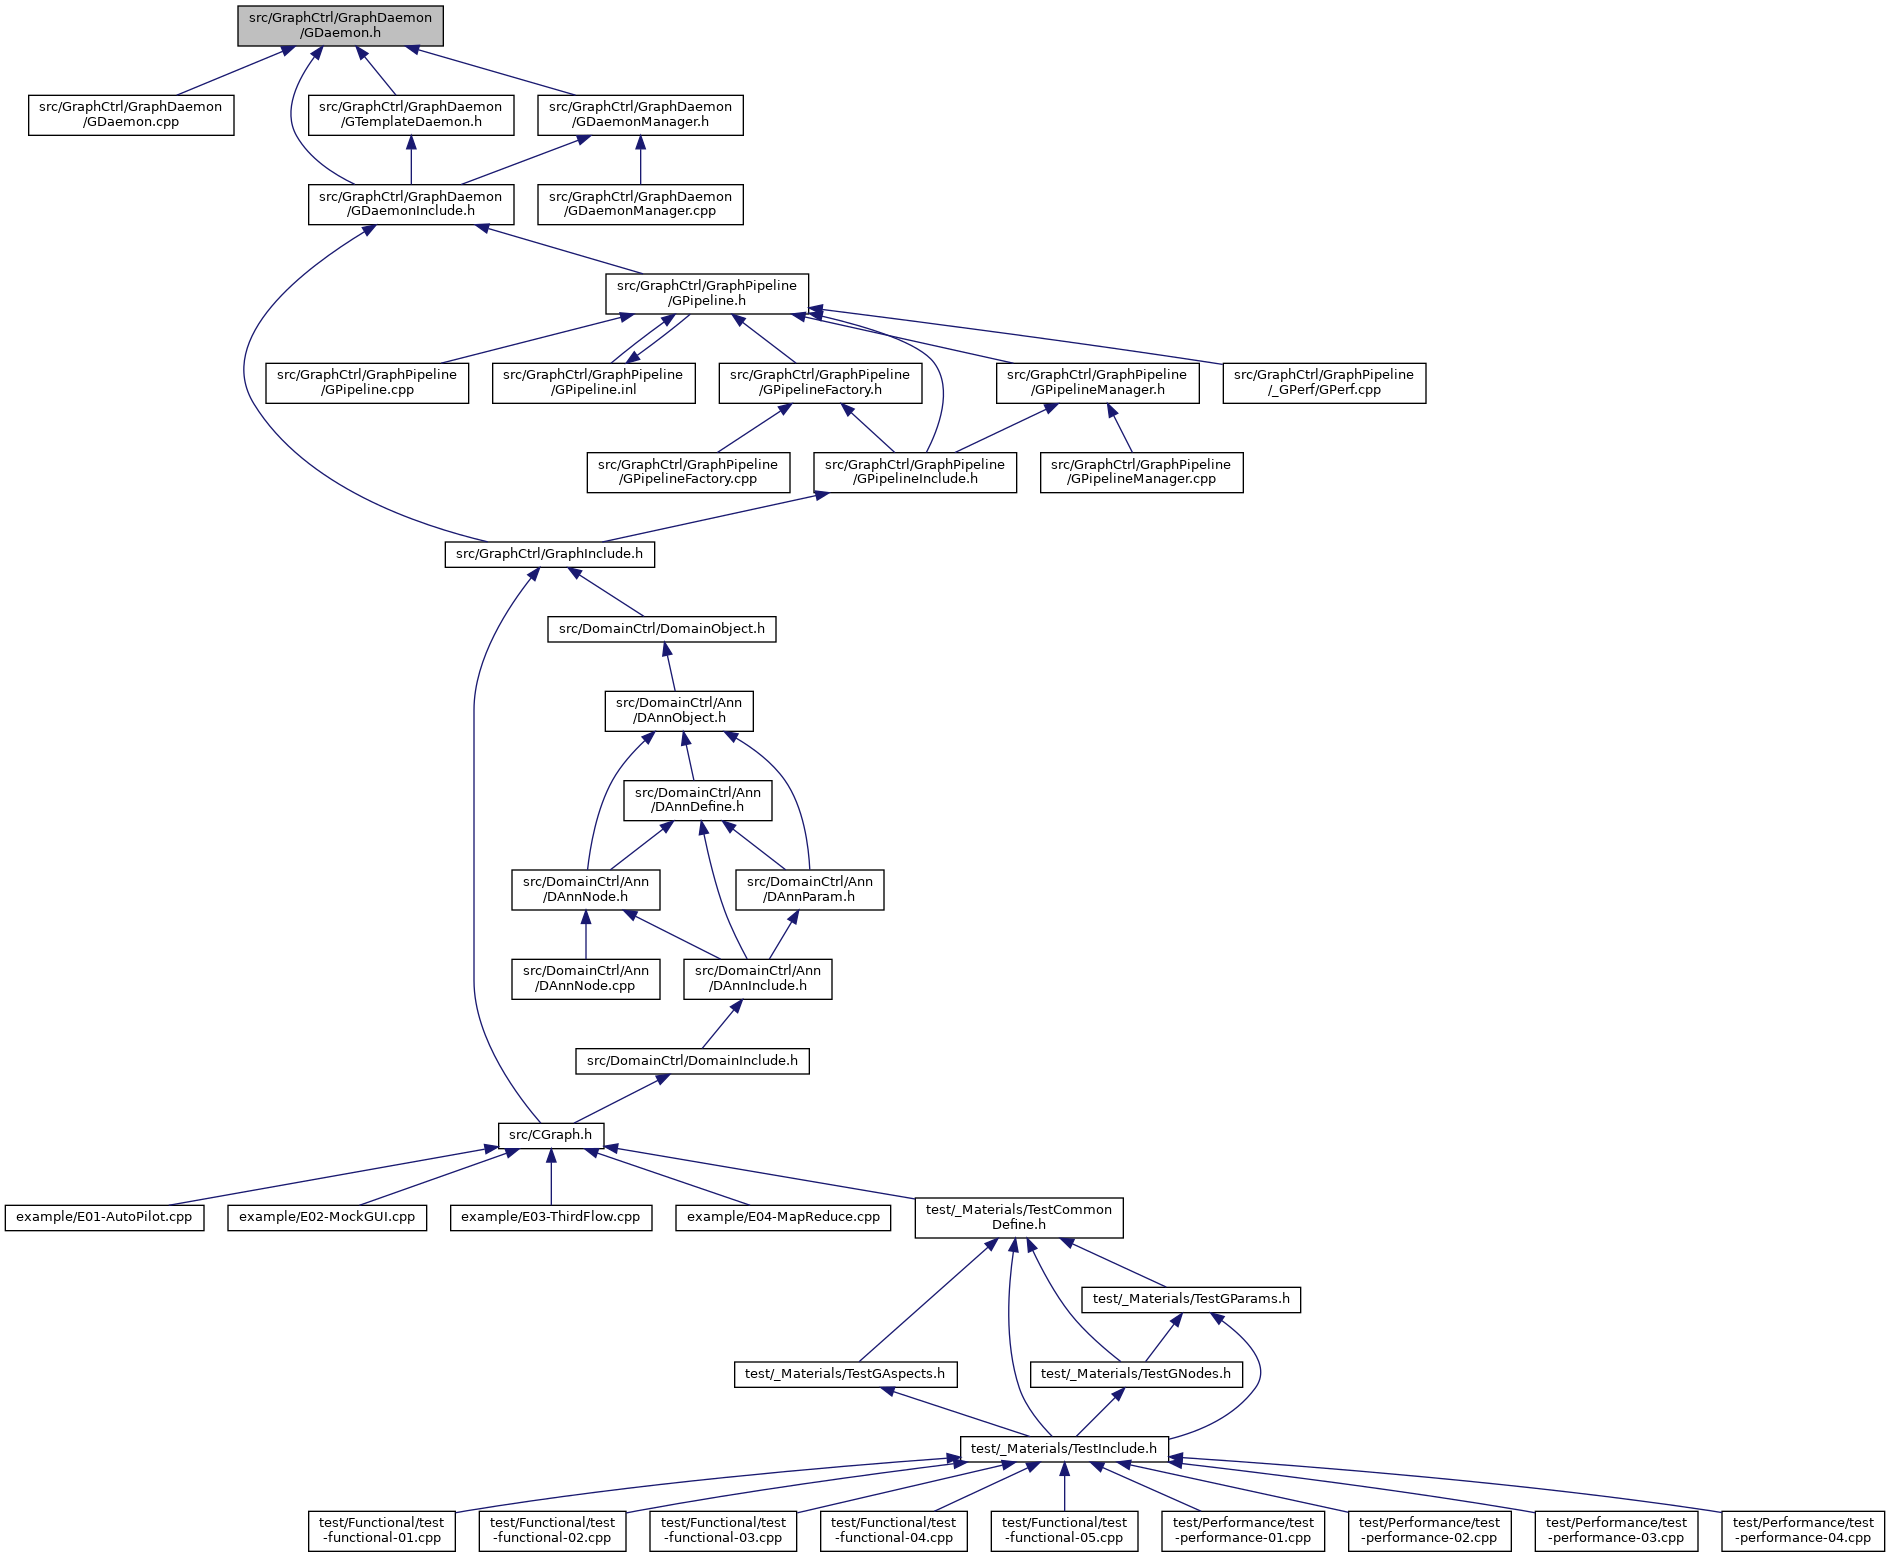 src/GraphCtrl/GraphDaemon
/GDaemon.h
src/GraphCtrl/GraphDaemon
/GDaemon.cpp
src/GraphCtrl/GraphDaemon
/GTemplateDaemon.h
src/GraphCtrl/GraphDaemon
/GDaemonManager.h
src/GraphCtrl/GraphDaemon
/GDaemonInclude.h
src/GraphCtrl/GraphDaemon
/GDaemonManager.cpp
src/GraphCtrl/GraphPipeline
/GPipeline.h
src/GraphCtrl/GraphPipeline
/GPipeline.cpp
src/GraphCtrl/GraphPipeline
/GPipeline.inl
src/GraphCtrl/GraphPipeline
/GPipelineFactory.h
src/GraphCtrl/GraphPipeline
/GPipelineManager.h
src/GraphCtrl/GraphPipeline
/_GPerf/GPerf.cpp
src/GraphCtrl/GraphPipeline
/GPipelineFactory.cpp
src/GraphCtrl/GraphPipeline
/GPipelineInclude.h
src/GraphCtrl/GraphPipeline
/GPipelineManager.cpp
src/GraphCtrl/GraphInclude.h
src/DomainCtrl/DomainObject.h
src/DomainCtrl/Ann
/DAnnObject.h
src/DomainCtrl/Ann
/DAnnDefine.h
src/DomainCtrl/Ann
/DAnnNode.h
src/DomainCtrl/Ann
/DAnnParam.h
src/DomainCtrl/Ann
/DAnnNode.cpp
src/DomainCtrl/Ann
/DAnnInclude.h
src/DomainCtrl/DomainInclude.h
src/CGraph.h
example/E01-AutoPilot.cpp
example/E02-MockGUI.cpp
example/E03-ThirdFlow.cpp
example/E04-MapReduce.cpp
test/_Materials/TestCommon
Define.h
test/_Materials/TestGParams.h
test/_Materials/TestGAspects.h
test/_Materials/TestGNodes.h
test/_Materials/TestInclude.h
test/Functional/test
-functional-01.cpp
test/Functional/test
-functional-02.cpp
test/Functional/test
-functional-03.cpp
test/Functional/test
-functional-04.cpp
test/Functional/test
-functional-05.cpp
test/Performance/test
-performance-01.cpp
test/Performance/test
-performance-02.cpp
test/Performance/test
-performance-03.cpp
test/Performance/test
-performance-04.cpp